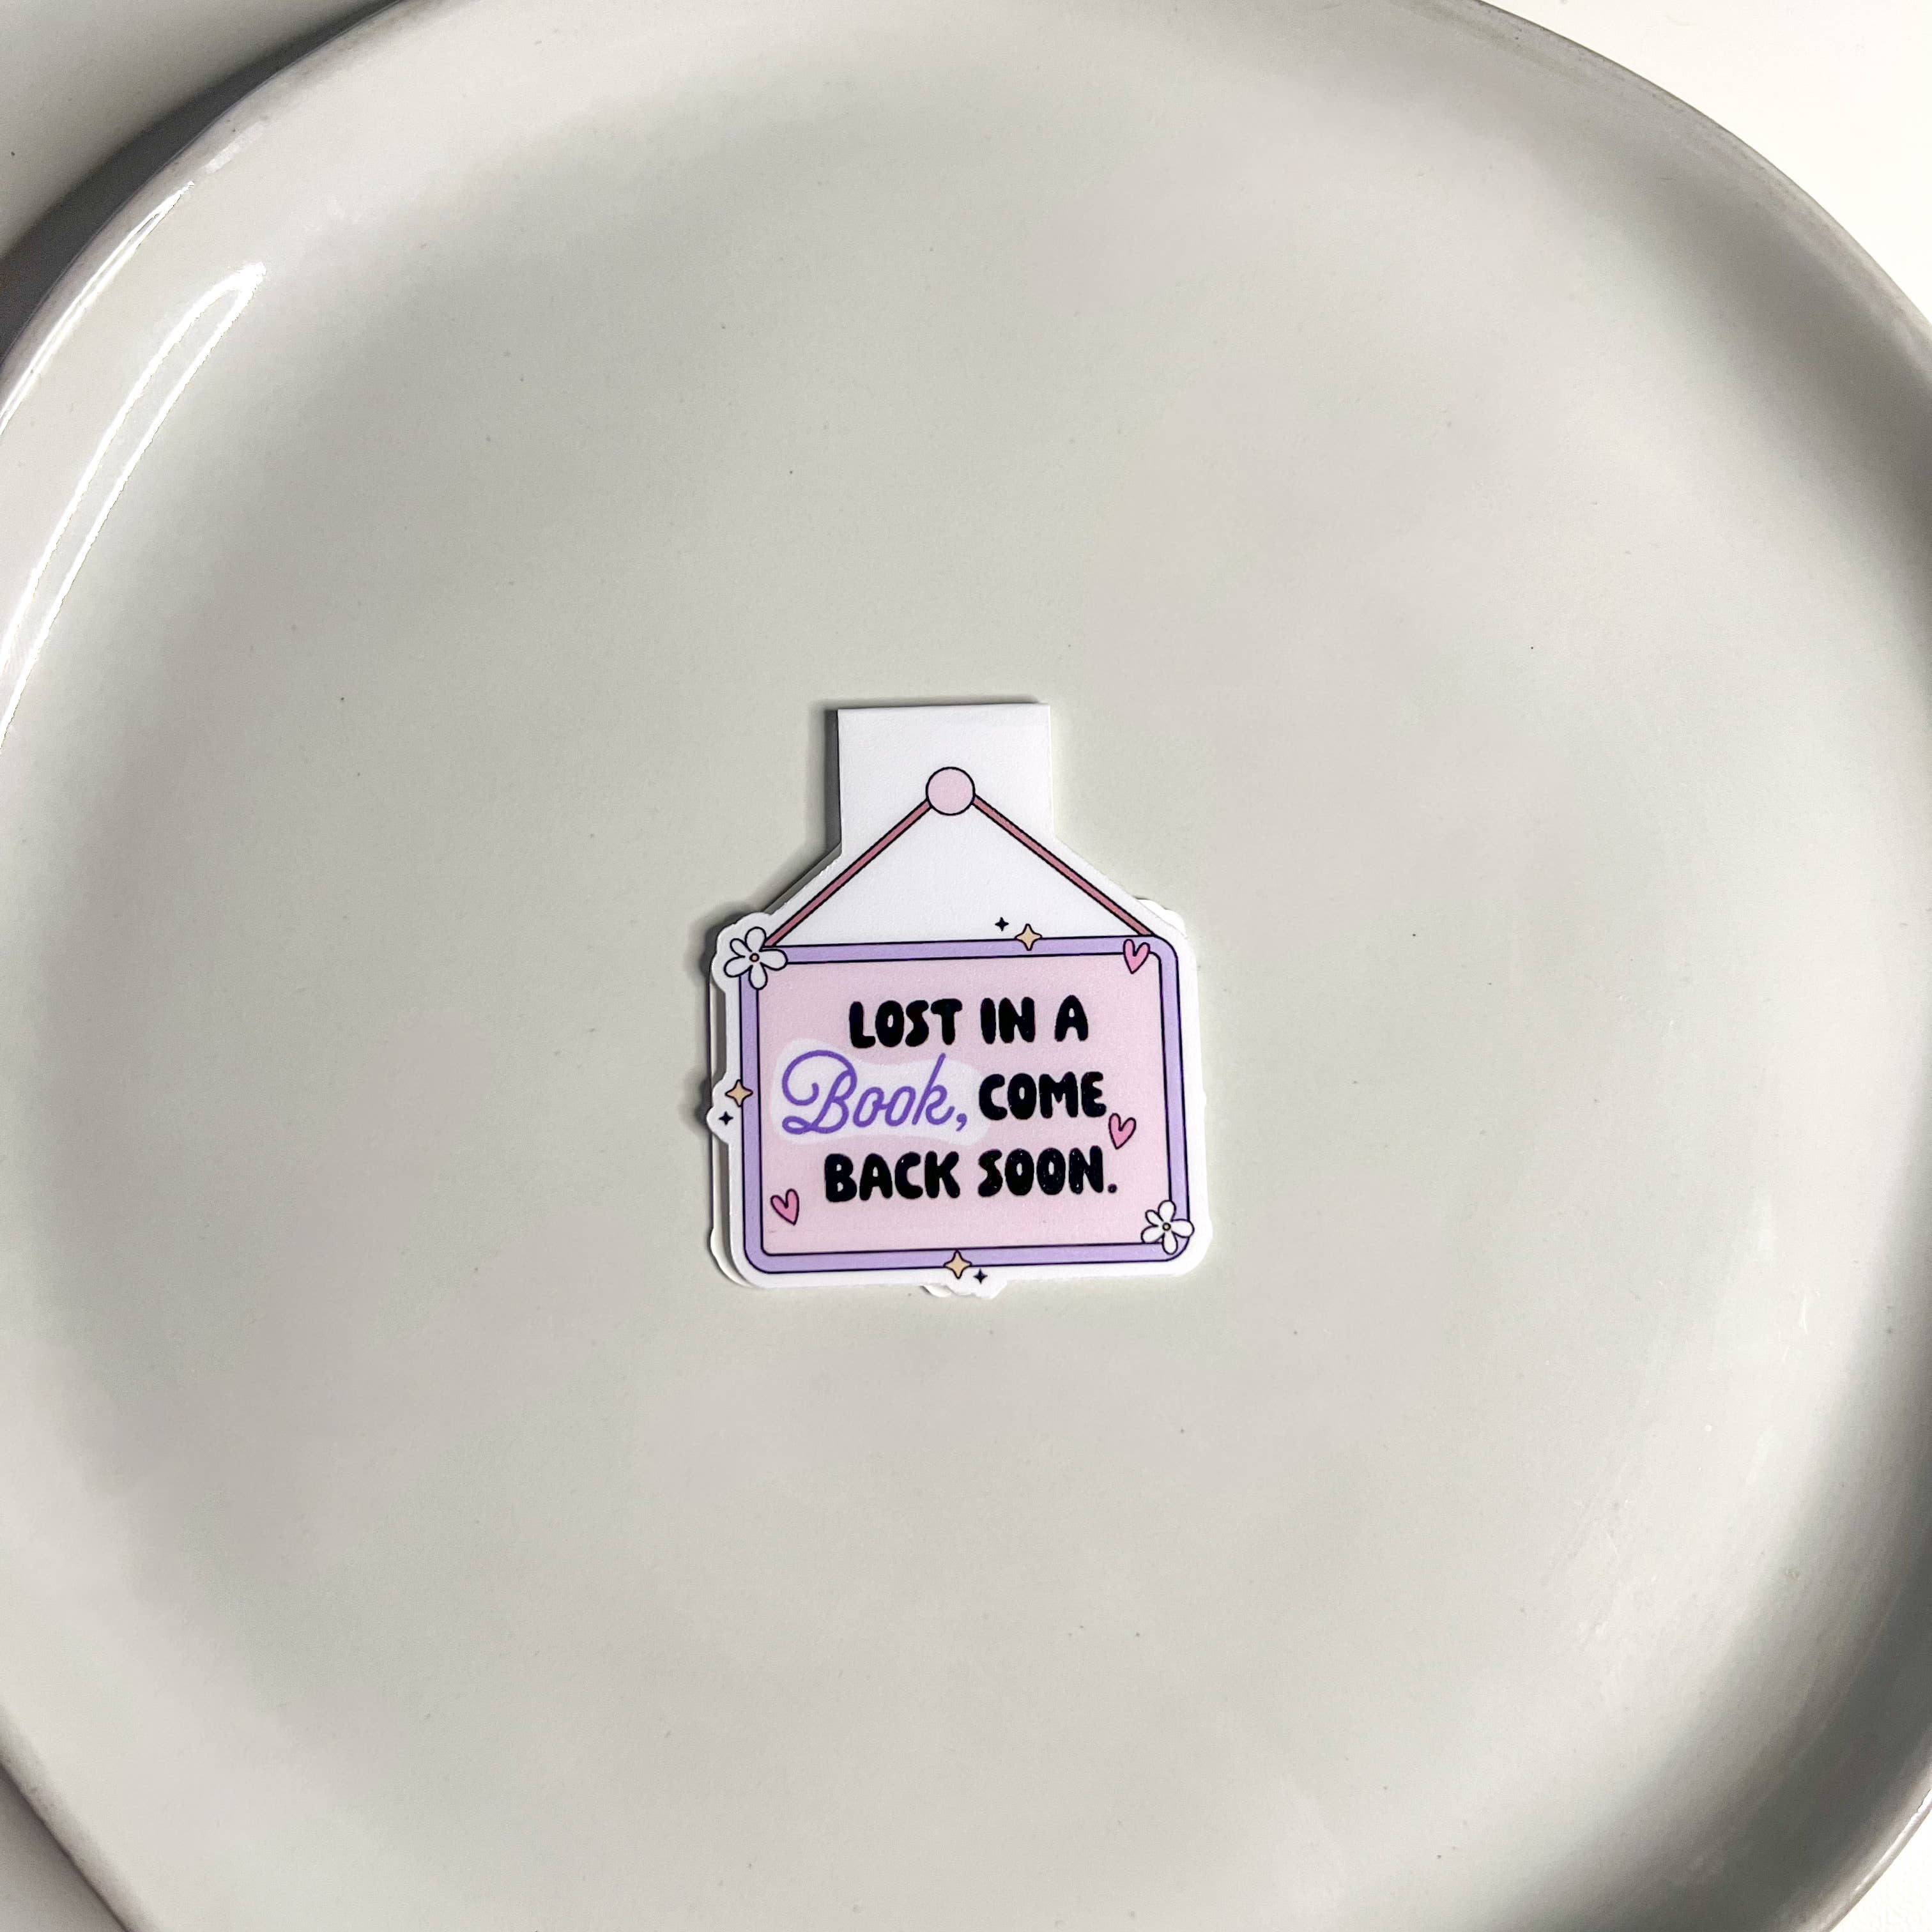 LOST IN A
Book, COME
BACK SOON.